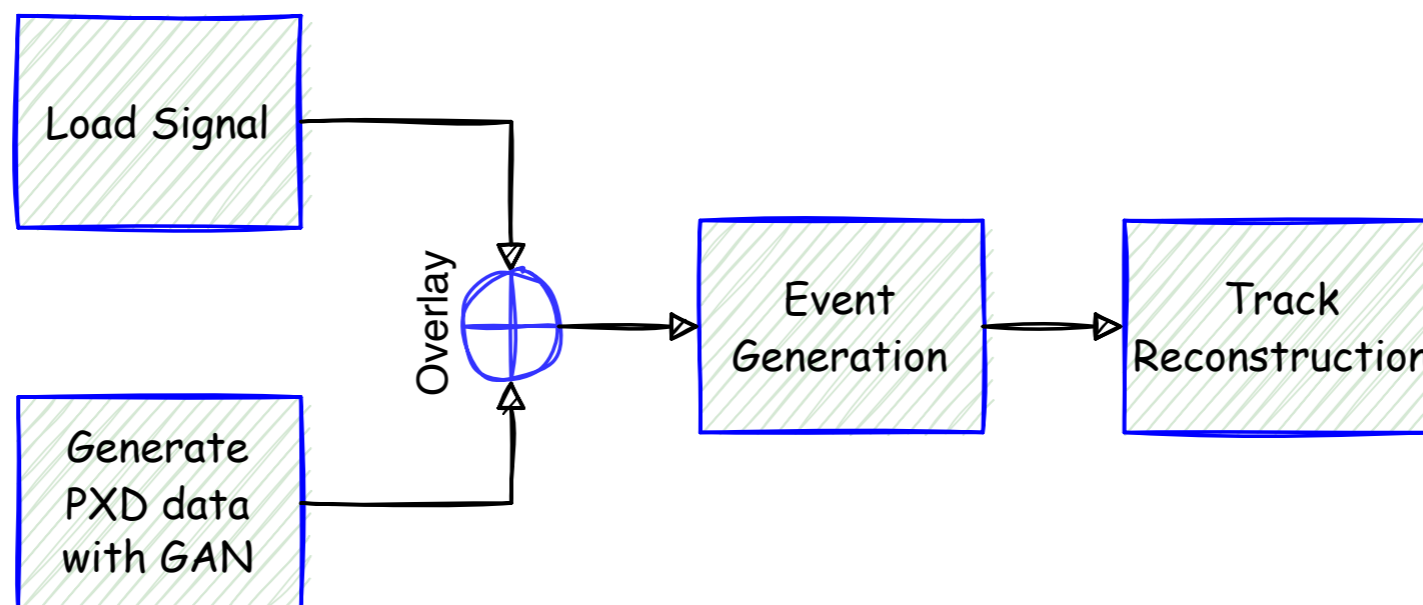 Load Signal
Overlay
Generate
PXD data
with GAN
Event
Generation
Track
Reconstruction